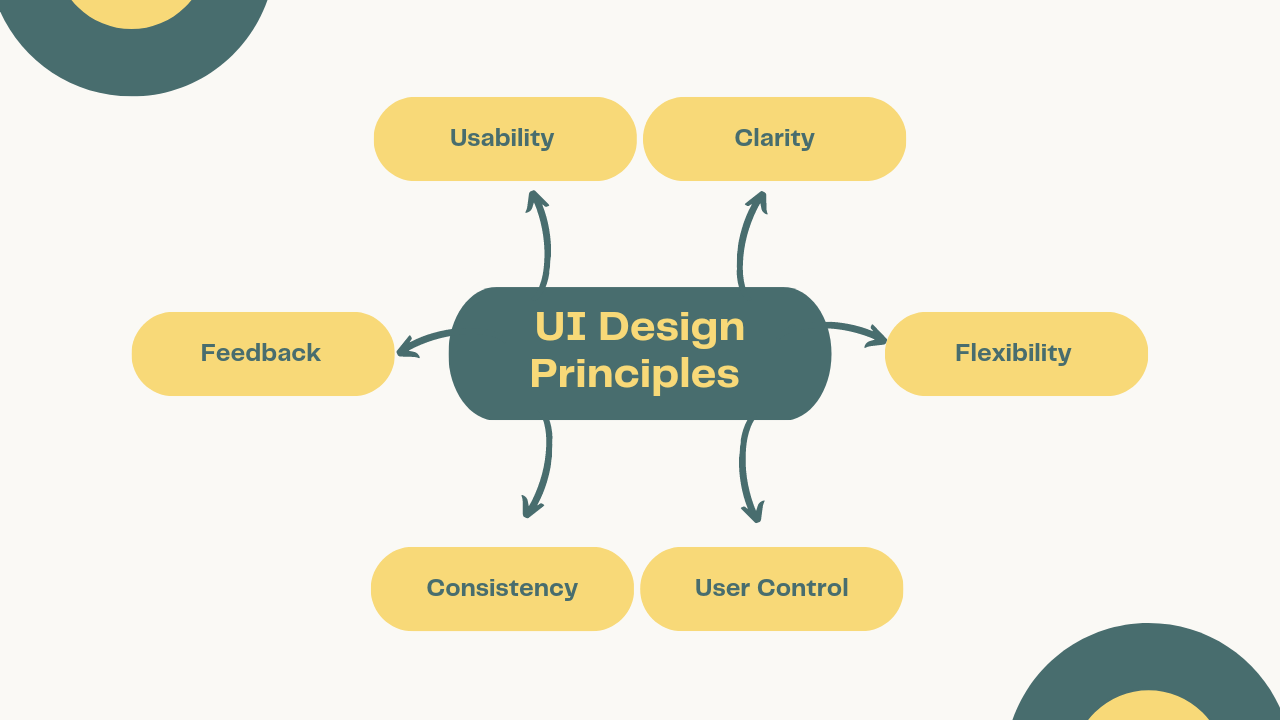 Usability
Clarity
Feedback
UI Design
Principles
Flexibility
Consistency
User Control